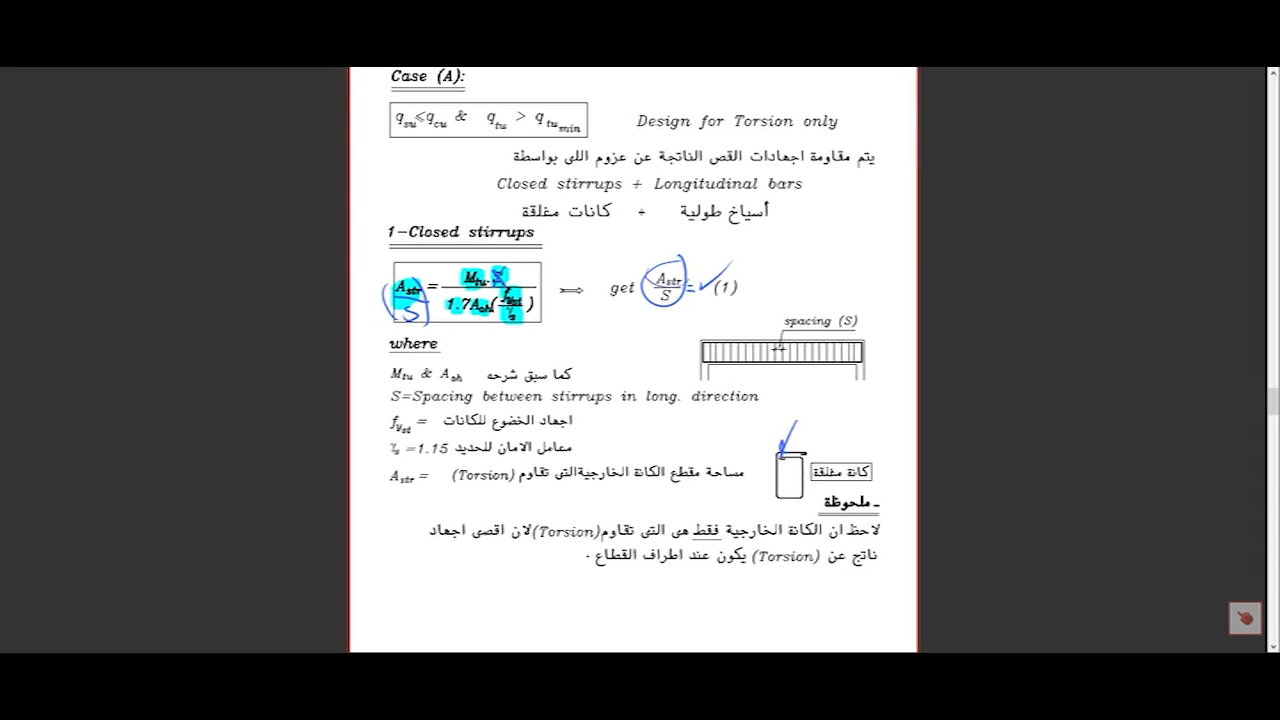 Case (A):
q_su ⩽ q_cu & q_tu > q_tu_min Design for Torsion only
يتم مقاومة اجهادات القص الناتجة عن عزوم اللى بواسطة
Closed stirrups + Longitudinal bars
أسياخ طولية + كانات مغلقة
1-Closed stirrups
A_str / S = M_tu . S / 1.7 A_oh (f_yst / γ_s) ⟹ get A_str / S = ✓ (1)
spacing (S)
where
M_tu & A_oh كما سبق شرحه
S=Spacing between stirrups in long. direction
f_yst = اجهاد الخضوع للكانات
γ_s =1.15 معامل الامان للحديد
A_str = مساحة مقطع الكانة الخارجية التى تقاوم (Torsion)
كانة مغلقة
ـ ملحوظة
لاحظ ان الكانة الخارجية فقط هى التى تقاوم (Torsion) لان اقصى اجهاد
ناتج عن (Torsion) يكون عند اطراف القطاع .